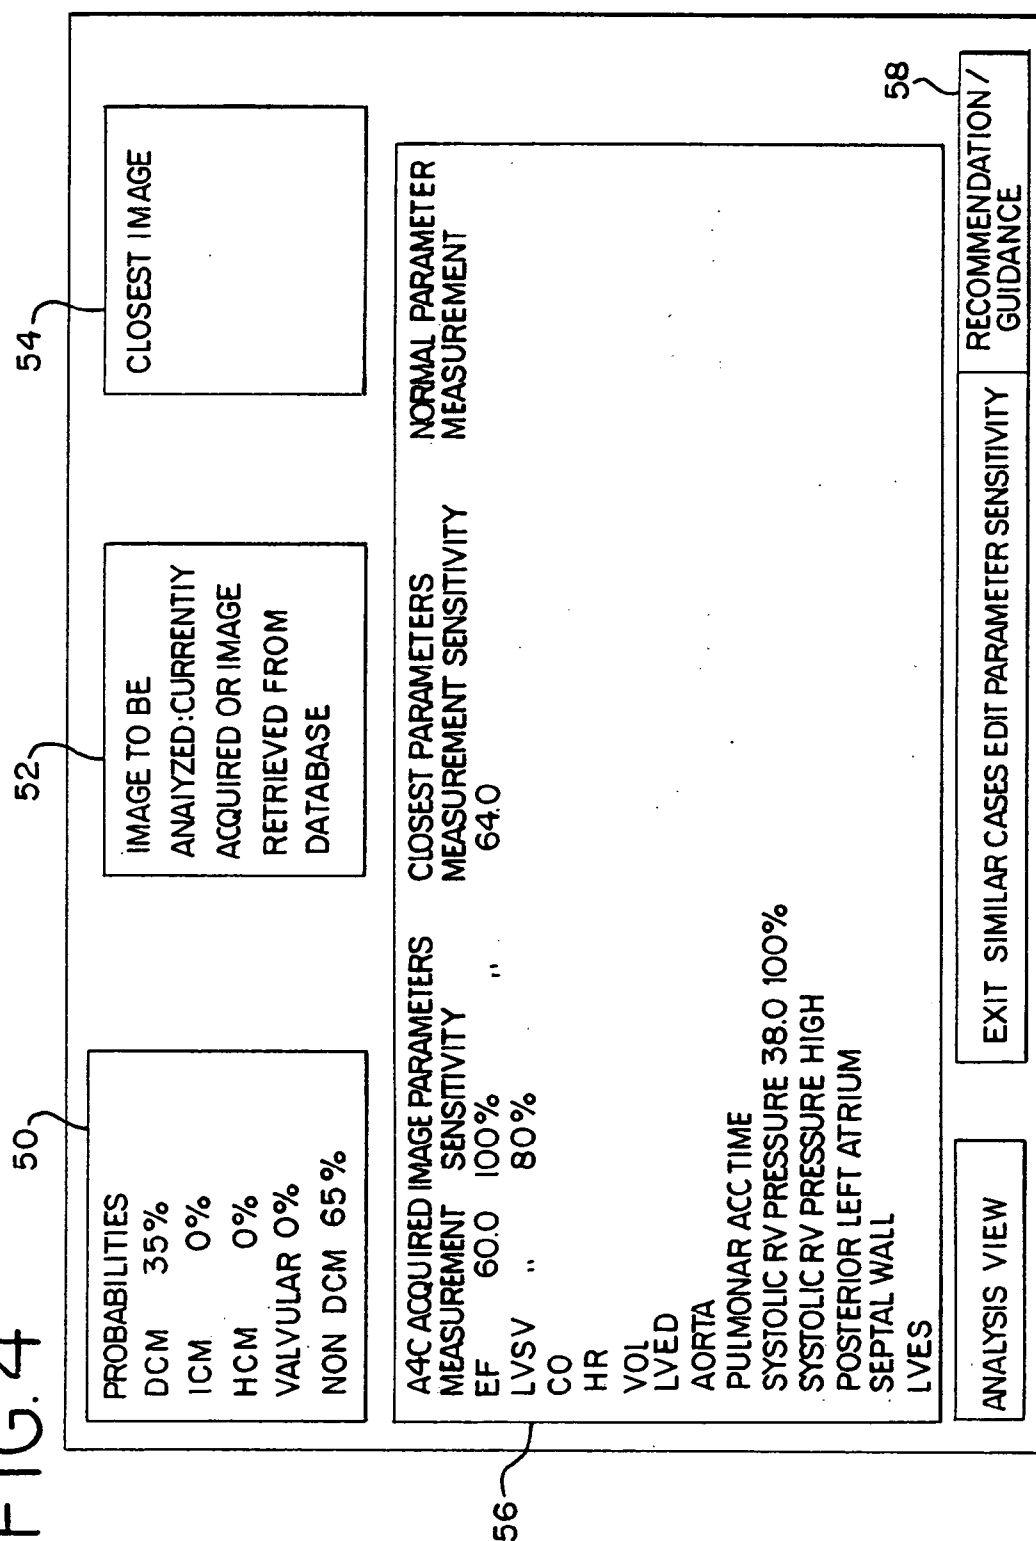 FIG. 4
50
52
54
PROBABILITIES
DCM 35%
ICM 0%
HCM 0%
VALVULAR 0%
NON DCM 65%
IMAGE TO BE
ANAIYZED:CURRENTIY
ACQUIRED OR IMAGE
RETRIEVED FROM
DATABASE
CLOSEST IMAGE
56
A4C ACQUIRED IMAGE PARAMETERS CLOSEST PARAMETERS NORMAL PARAMETER
MEASUREMENT SENSITIVITY MEASUREMENT SENSITIVITY MEASUREMENT
EF 60.0 100% " 64.0
LVSV " 80%
CO
HR
VOL
LVED
AORTA
PULMONAR ACC TIME
SYSTOLIC RV PRESSURE 38.0 100%
SYSTOLIC RV PRESSURE HIGH
POSTERIOR LEFT ATRIUM
SEPTAL WALL
LVES
58
ANALYSIS VIEW
EXIT SIMILAR CASES EDIT PARAMETER SENSITIVITY
RECOMMENDATION /
GUIDANCE